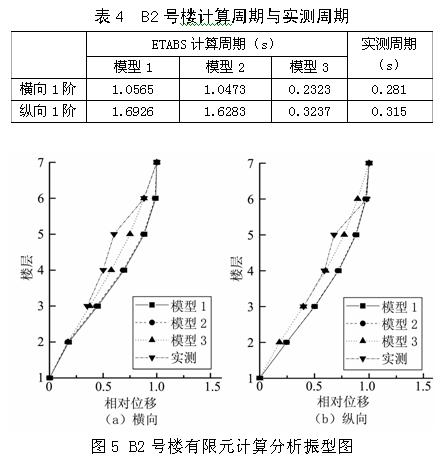 表 4 B2 号楼计算周期与实测周期
ETABS 计算周期（s） 实测周期
模型 1 模型 2 模型 3 （s）
横向 1 阶 1.0565 1.0473 0.2323 0.281
纵向 1 阶 1.6926 1.6283 0.3237 0.315
7
6
5
4
3
2
1
楼层
模型 1
模型 2
模型 3
实测
0 0.5 1.0 1.5
相对位移
（a）横向
7
6
5
4
3
2
1
楼层
模型 1
模型 2
模型 3
实测
0 0.5 1.0 1.5
相对位移
（b）纵向
图 5 B2 号楼有限元计算分析振型图